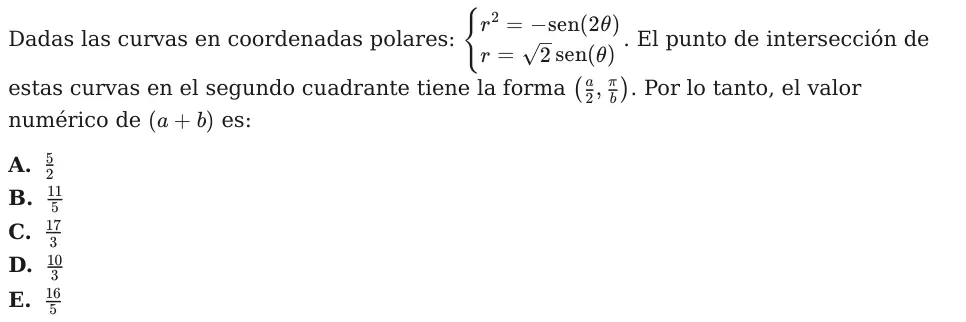 Dadas las curvas en coordenadas polares: { r² = −sen(2θ) ; r = √2 sen(θ) . El punto de intersección de
estas curvas en el segundo cuadrante tiene la forma (a/2, π/b). Por lo tanto, el valor
numérico de (a + b) es:
A. 5/2
B. 11/5
C. 17/3
D. 10/3
E. 16/5